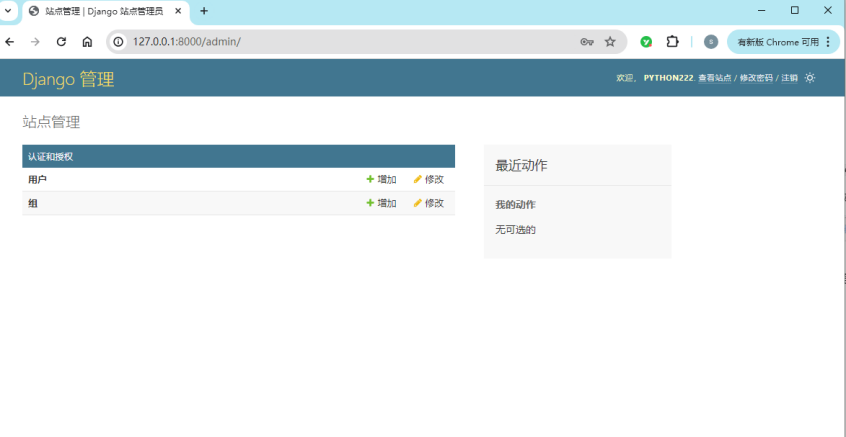 站点管理 | Django 站点管理员
127.0.0.1:8000/admin/
s
有新版 Chrome 可用
Django 管理
欢迎，PYTHON222. 查看站点 / 修改密码 / 注销
站点管理
认证和授权
用户 增加 修改
组 增加 修改
最近动作
我的动作
无可选的